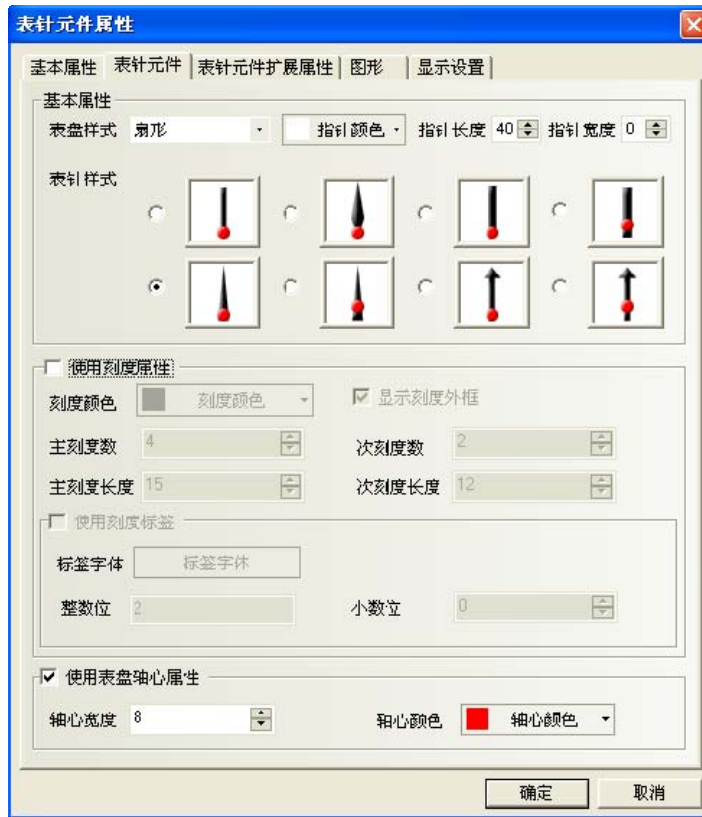 表针元件属性
基本属性 表针元件 表针元件扩展属性 图形 显示设置
基本属性
表盘样式 扇形 指针颜色 指针长度 40 指针宽度 0
表针样式
使用刻度属性
刻度颜色 刻度颜色 显示刻度外框
主刻度数 4 次刻度数 2
主刻度长度 15 次刻度长度 12
使用刻度标签
标签字体 标签字体
整数位 2 小数位 0
使用表盘轴心属性
轴心宽度 8 轴心颜色 轴心颜色
确定 取消